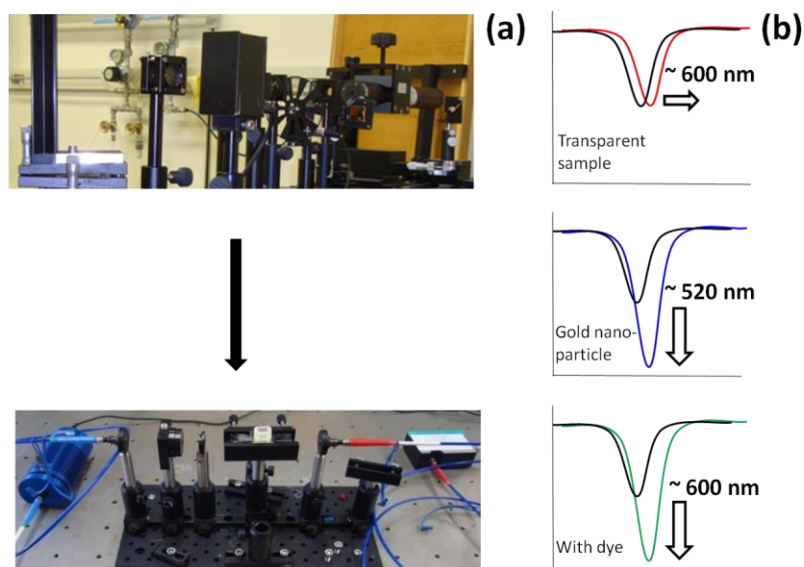 (a)
(b)
~ 600 nm
Transparent
sample
~ 520 nm
Gold nano-
particle
~ 600 nm
With dye